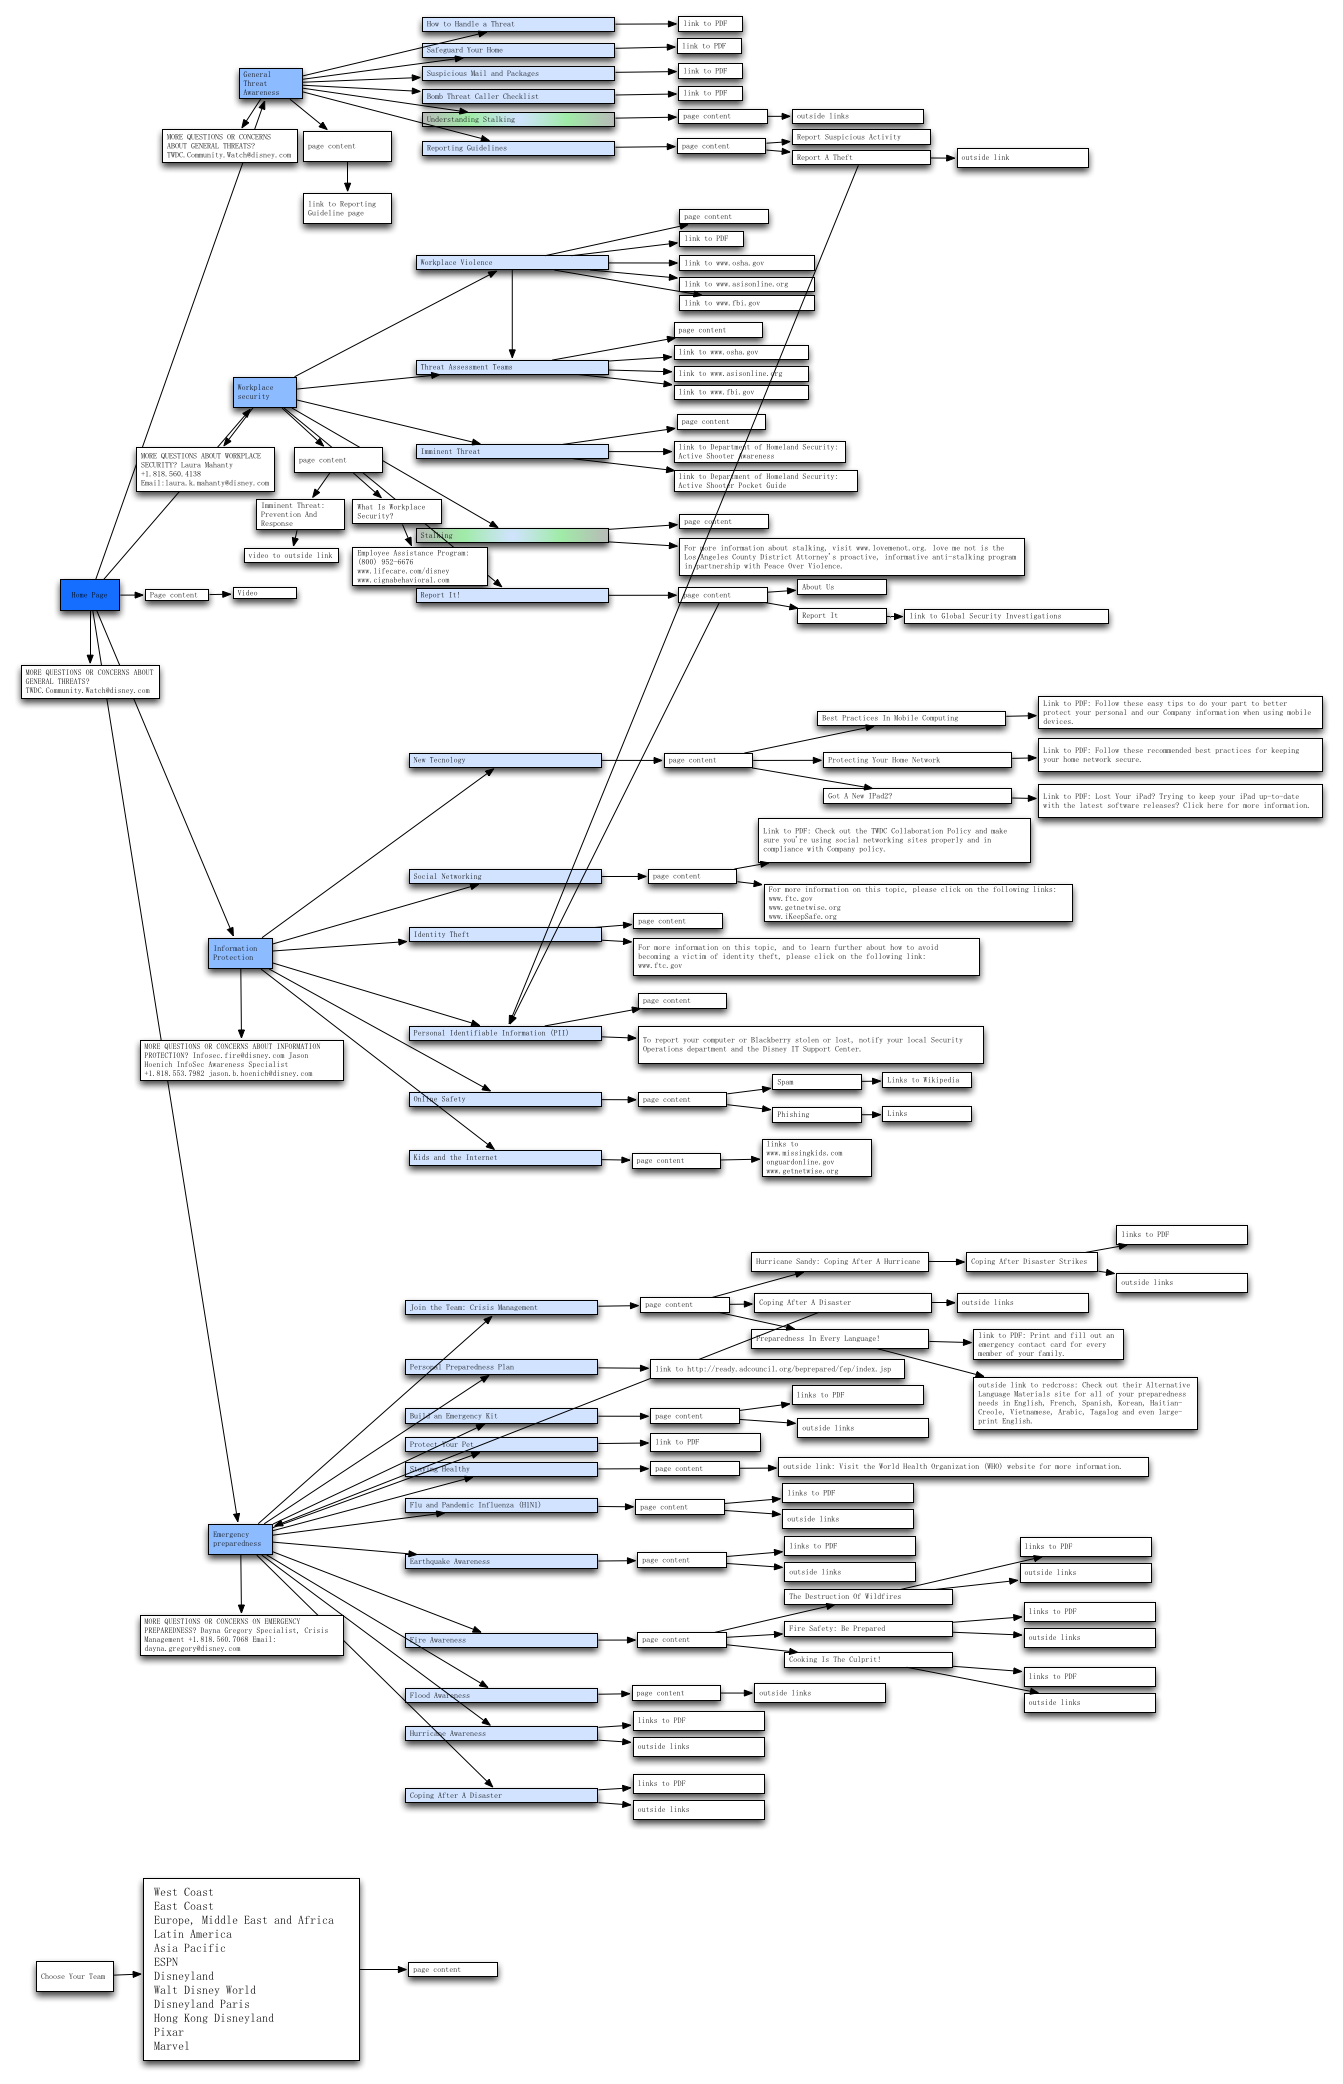 How to Handle a Threat
link to PDF
Safeguard Your Home
link to PDF
General
Threat
Awareness
Suspicious Mail and Packages
link to PDF
Bomb Threat Caller Checklist
link to PDF
Understanding Stalking
page content
outside links
MORE QUESTIONS OR CONCERNS
ABOUT GENERAL THREATS?
TWDC.Community.Watch@disney.com
page content
Reporting Guidelines
page content
Report Suspicious Activity
Report A Theft
outside link
link to Reporting
Guideline page
page content
link to PDF
Workplace Violence
link to www.osha.gov
link to www.asisonline.org
link to www.fbi.gov
page content
link to www.osha.gov
Threat Assessment Teams
link to www.asisonline.org
link to www.fbi.gov
Workplace
security
page content
Imminent Threat
link to Department of Homeland Security:
Active Shooter Awareness
link to Department of Homeland Security:
Active Shooter Pocket Guide
MORE QUESTIONS ABOUT WORKPLACE
SECURITY? Laura Mahanty
+1.818.560.4138
Email:laura.k.mahanty@disney.com
page content
Imminent Threat:
Prevention And
Response
What Is Workplace
Security?
video to outside link
Employee Assistance Program:
(800) 952-6676
www.lifecare.com/disney
www.cignabehavioral.com
Stalking
page content
For more information about stalking, visit www.lovemenot.org. love me not is the
Los Angeles County District Attorney's proactive, informative anti-stalking program
in partnership with Peace Over Violence.
Home Page
Page content
Video
Report It!
page content
About Us
Report It
link to Global Security Investigations
MORE QUESTIONS OR CONCERNS ABOUT
GENERAL THREATS?
TWDC.Community.Watch@disney.com
Best Practices In Mobile Computing
Link to PDF: Follow these easy tips to do your part to better
protect your personal and our Company information when using mobile
devices.
New Tecnology
page content
Protecting Your Home Network
Link to PDF: Follow these recommended best practices for keeping
your home network secure.
Got A New IPad2?
Link to PDF: Lost Your iPad? Trying to keep your iPad up-to-date
with the latest software releases? Click here for more information.
Link to PDF: Check out the TWDC Collaboration Policy and make
sure you're using social networking sites properly and in
compliance with Company policy.
Social Networking
page content
For more information on this topic, please click on the following links:
www.ftc.gov
www.getnetwise.org
www.iKeepSafe.org
page content
Identity Theft
For more information on this topic, and to learn further about how to avoid
becoming a victim of identity theft, please click on the following link:
www.ftc.gov
Information
Protection
page content
Personal Identifiable Information (PII)
To report your computer or Blackberry stolen or lost, notify your local Security
Operations department and the Disney IT Support Center.
MORE QUESTIONS OR CONCERNS ABOUT INFORMATION
PROTECTION? Infosec.fire@disney.com Jason
Hoenich InfoSec Awareness Specialist
+1.818.553.7982 jason.b.hoenich@disney.com
Online Safety
page content
Spam
Links to Wikipedia
Phishing
Links
Kids and the Internet
page content
links to
www.missingkids.com
onguardonline.gov
www.getnetwise.org
links to PDF
Hurricane Sandy: Coping After A Hurricane
Coping After Disaster Strikes
outside links
Join the Team: Crisis Management
page content
Coping After A Disaster
outside links
Preparedness In Every Language!
link to PDF: Print and fill out an
emergency contact card for every
member of your family.
Personal Preparedness Plan
link to http://ready.adcouncil.org/beprepared/fep/index.jsp
outside link to redcross: Check out their Alternative
Language Materials site for all of your preparedness
needs in English, French, Spanish, Korean, Haitian-
Creole, Vietnamese, Arabic, Tagalog and even large-
print English.
links to PDF
Build an Emergency Kit
page content
outside links
Protect Your Pet
link to PDF
Staying Healthy
page content
outside link: Visit the World Health Organization (WHO) website for more information.
links to PDF
Flu and Pandemic Influenza (H1N1)
page content
outside links
Emergency
preparedness
links to PDF
Earthquake Awareness
page content
outside links
links to PDF
outside links
The Destruction Of Wildfires
MORE QUESTIONS OR CONCERNS ON EMERGENCY
PREPAREDNESS? Dayna Gregory Specialist, Crisis
Management +1.818.560.7068 Email:
dayna.gregory@disney.com
Fire Awareness
page content
Fire Safety: Be Prepared
links to PDF
outside links
Cooking Is The Culprit!
links to PDF
outside links
Flood Awareness
page content
outside links
Hurricane Awareness
links to PDF
outside links
Coping After A Disaster
links to PDF
outside links
Choose Your Team
West Coast
East Coast
Europe, Middle East and Africa
Latin America
Asia Pacific
ESPN
Disneyland
Walt Disney World
Disneyland Paris
Hong Kong Disneyland
Pixar
Marvel
page content